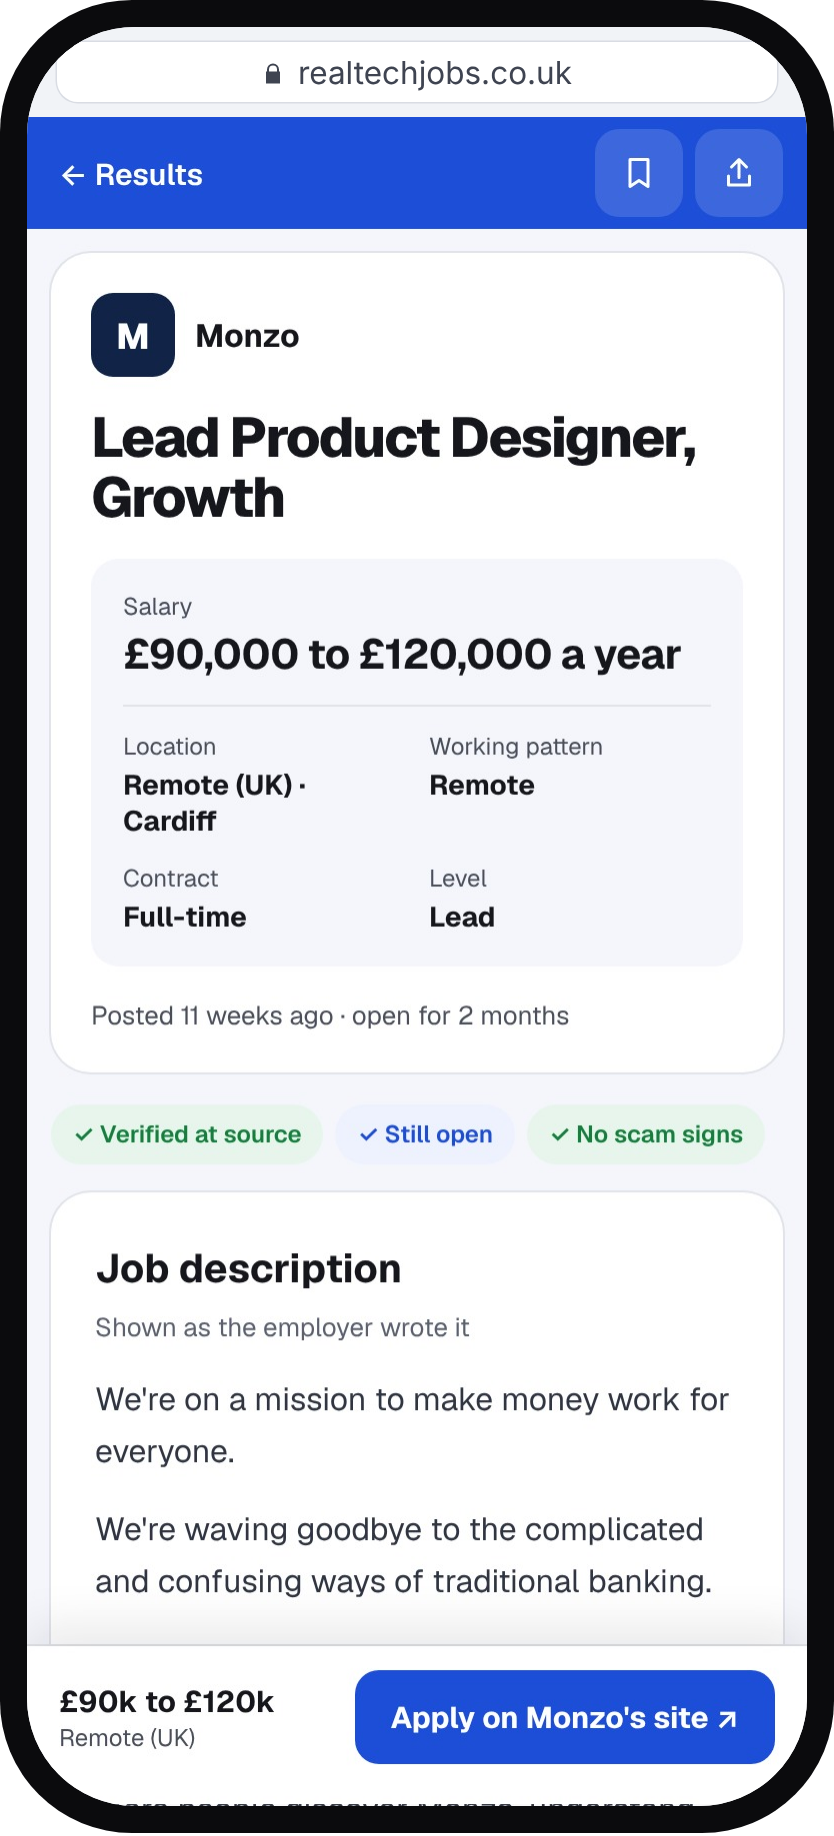 realtechjobs.co.uk
← Results
M
Monzo
Lead Product Designer,
Growth
Salary
£90,000 to £120,000 a year
Location
Working pattern
Remote (UK) ·
Cardiff
Remote
Contract
Level
Full-time
Lead
Posted 11 weeks ago · open for 2 months
✓ Verified at source
✓ Still open
✓ No scam signs
Job description
Shown as the employer wrote it
We're on a mission to make money work for
everyone.
We're waving goodbye to the complicated
and confusing ways of traditional banking.
£90k to £120k
Remote (UK)
Apply on Monzo's site ↗